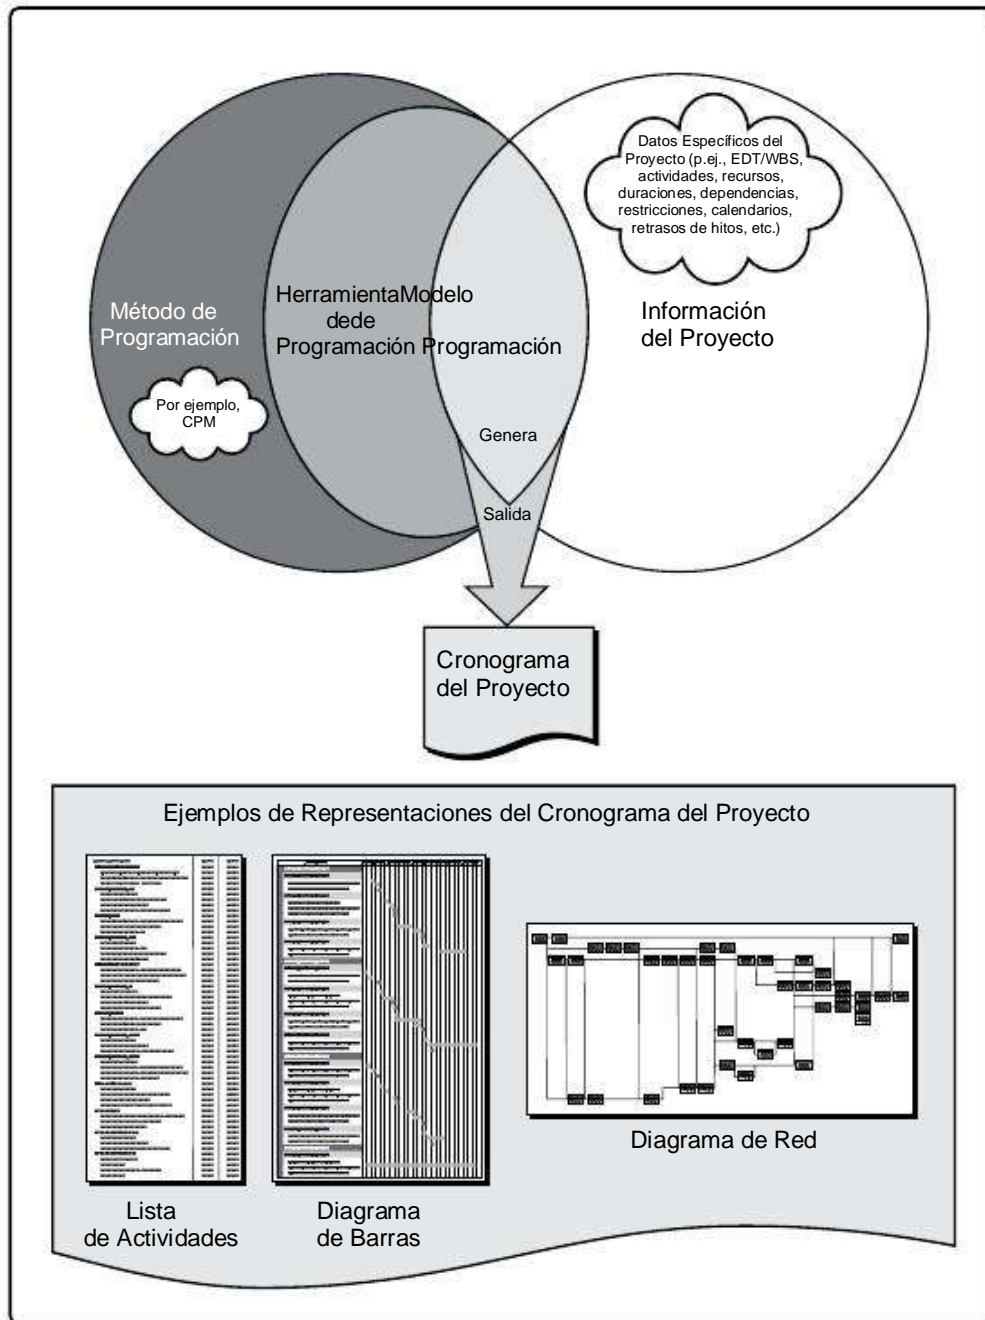 Datos Específicos del
Proyecto (p.ej., EDT/WBS,
actividades, recursos,
duraciones, dependencias,
restricciones, calendarios,
retrasos de hitos, etc.)
Método de
Programación
Por ejemplo,
CPM
HerramientaModelo
dede
Programación Programación
Información
del Proyecto
Genera
Salida
Cronograma
del Proyecto
Ejemplos de Representaciones del Cronograma del Proyecto
Lista
de Actividades
Diagrama
de Barras
Diagrama de Red